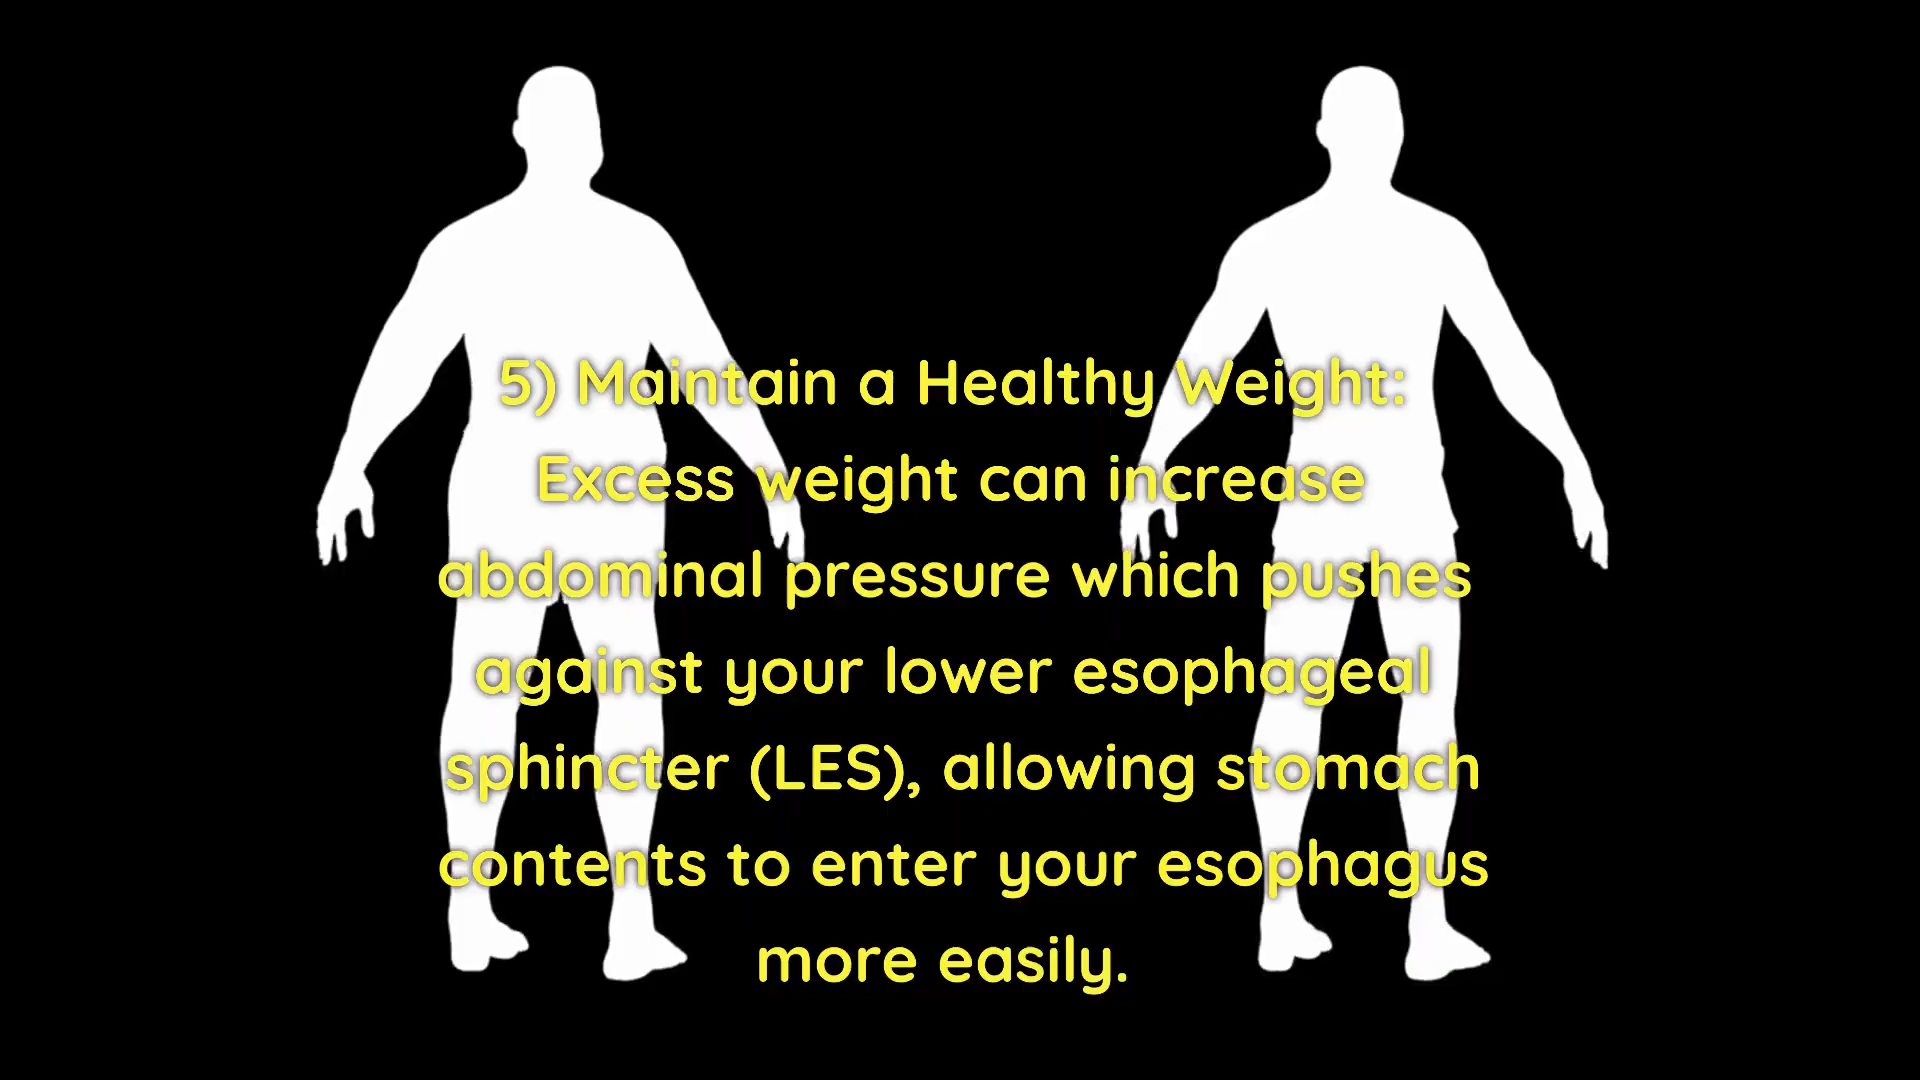 5) Maintain a Healthy Weight:
Excess weight can increase
abdominal pressure which pushes
against your lower esophageal
sphincter (LES), allowing stomach
contents to enter your esophagus
more easily.